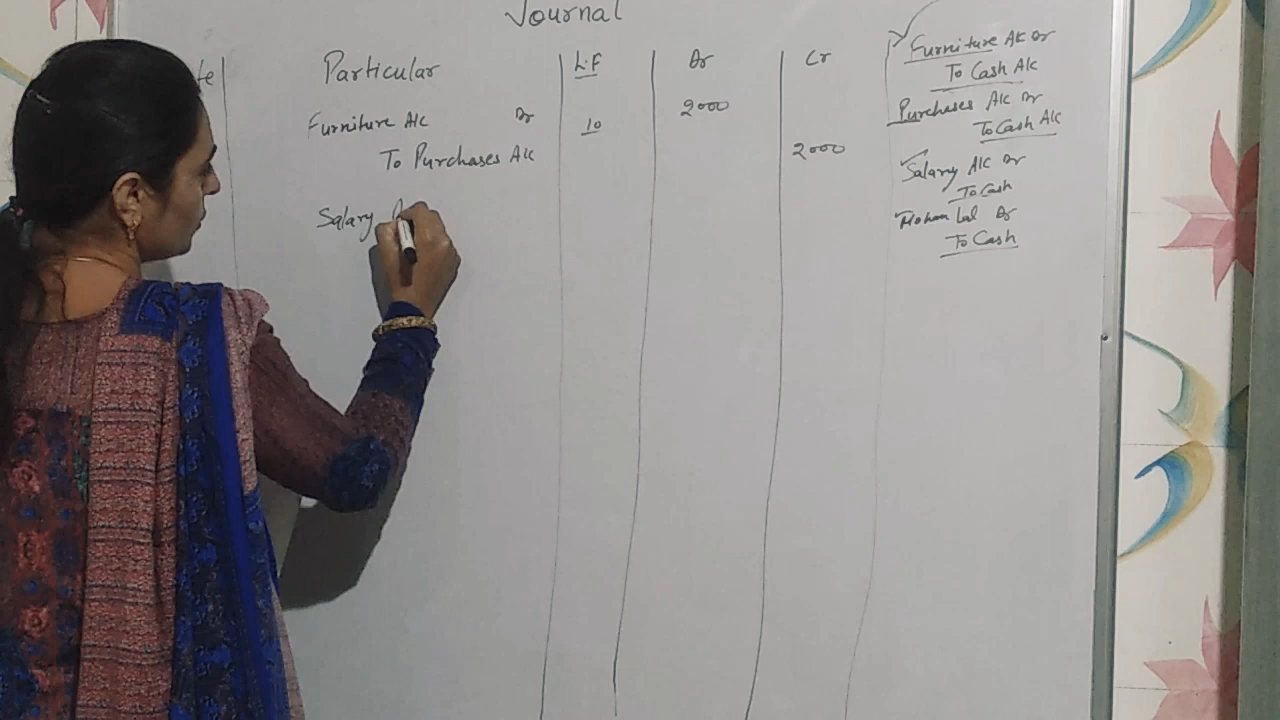 Journal
te Particular L.F Dr Cr
Furniture A/c Dr 10 2000
To Purchases A/c 2000
Salary A
Furniture A/c Dr
To Cash A/c
Purchases A/c Dr
To Cash A/c
Salary A/c Dr
To Cash
Mohan Lal Dr
To Cash